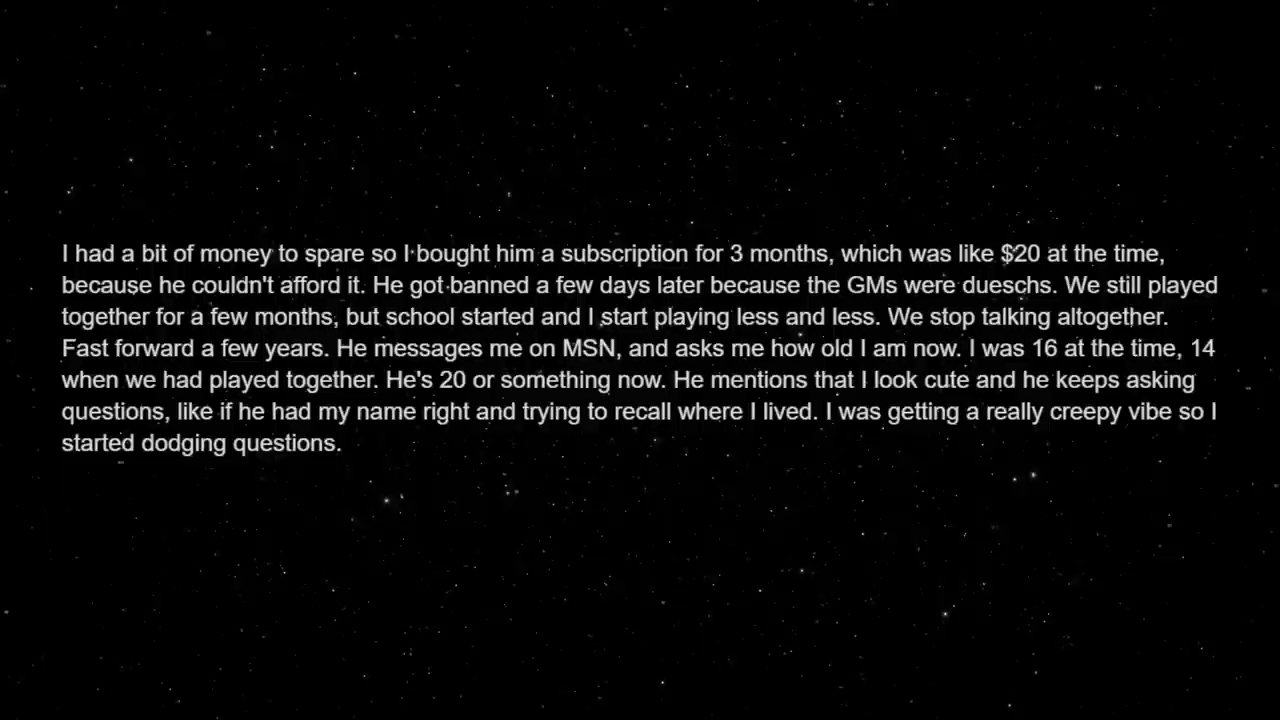 I had a bit of money to spare so I bought him a subscription for 3 months, which was like $20 at the time,
because he couldn't afford it. He got banned a few days later because the GMs were dueschs. We still played
together for a few months, but school started and I start playing less and less. We stop talking altogether.
Fast forward a few years. He messages me on MSN, and asks me how old I am now. I was 16 at the time, 14
when we had played together. He's 20 or something now. He mentions that I look cute and he keeps asking
questions, like if he had my name right and trying to recall where I lived. I was getting a really creepy vibe so I
started dodging questions.